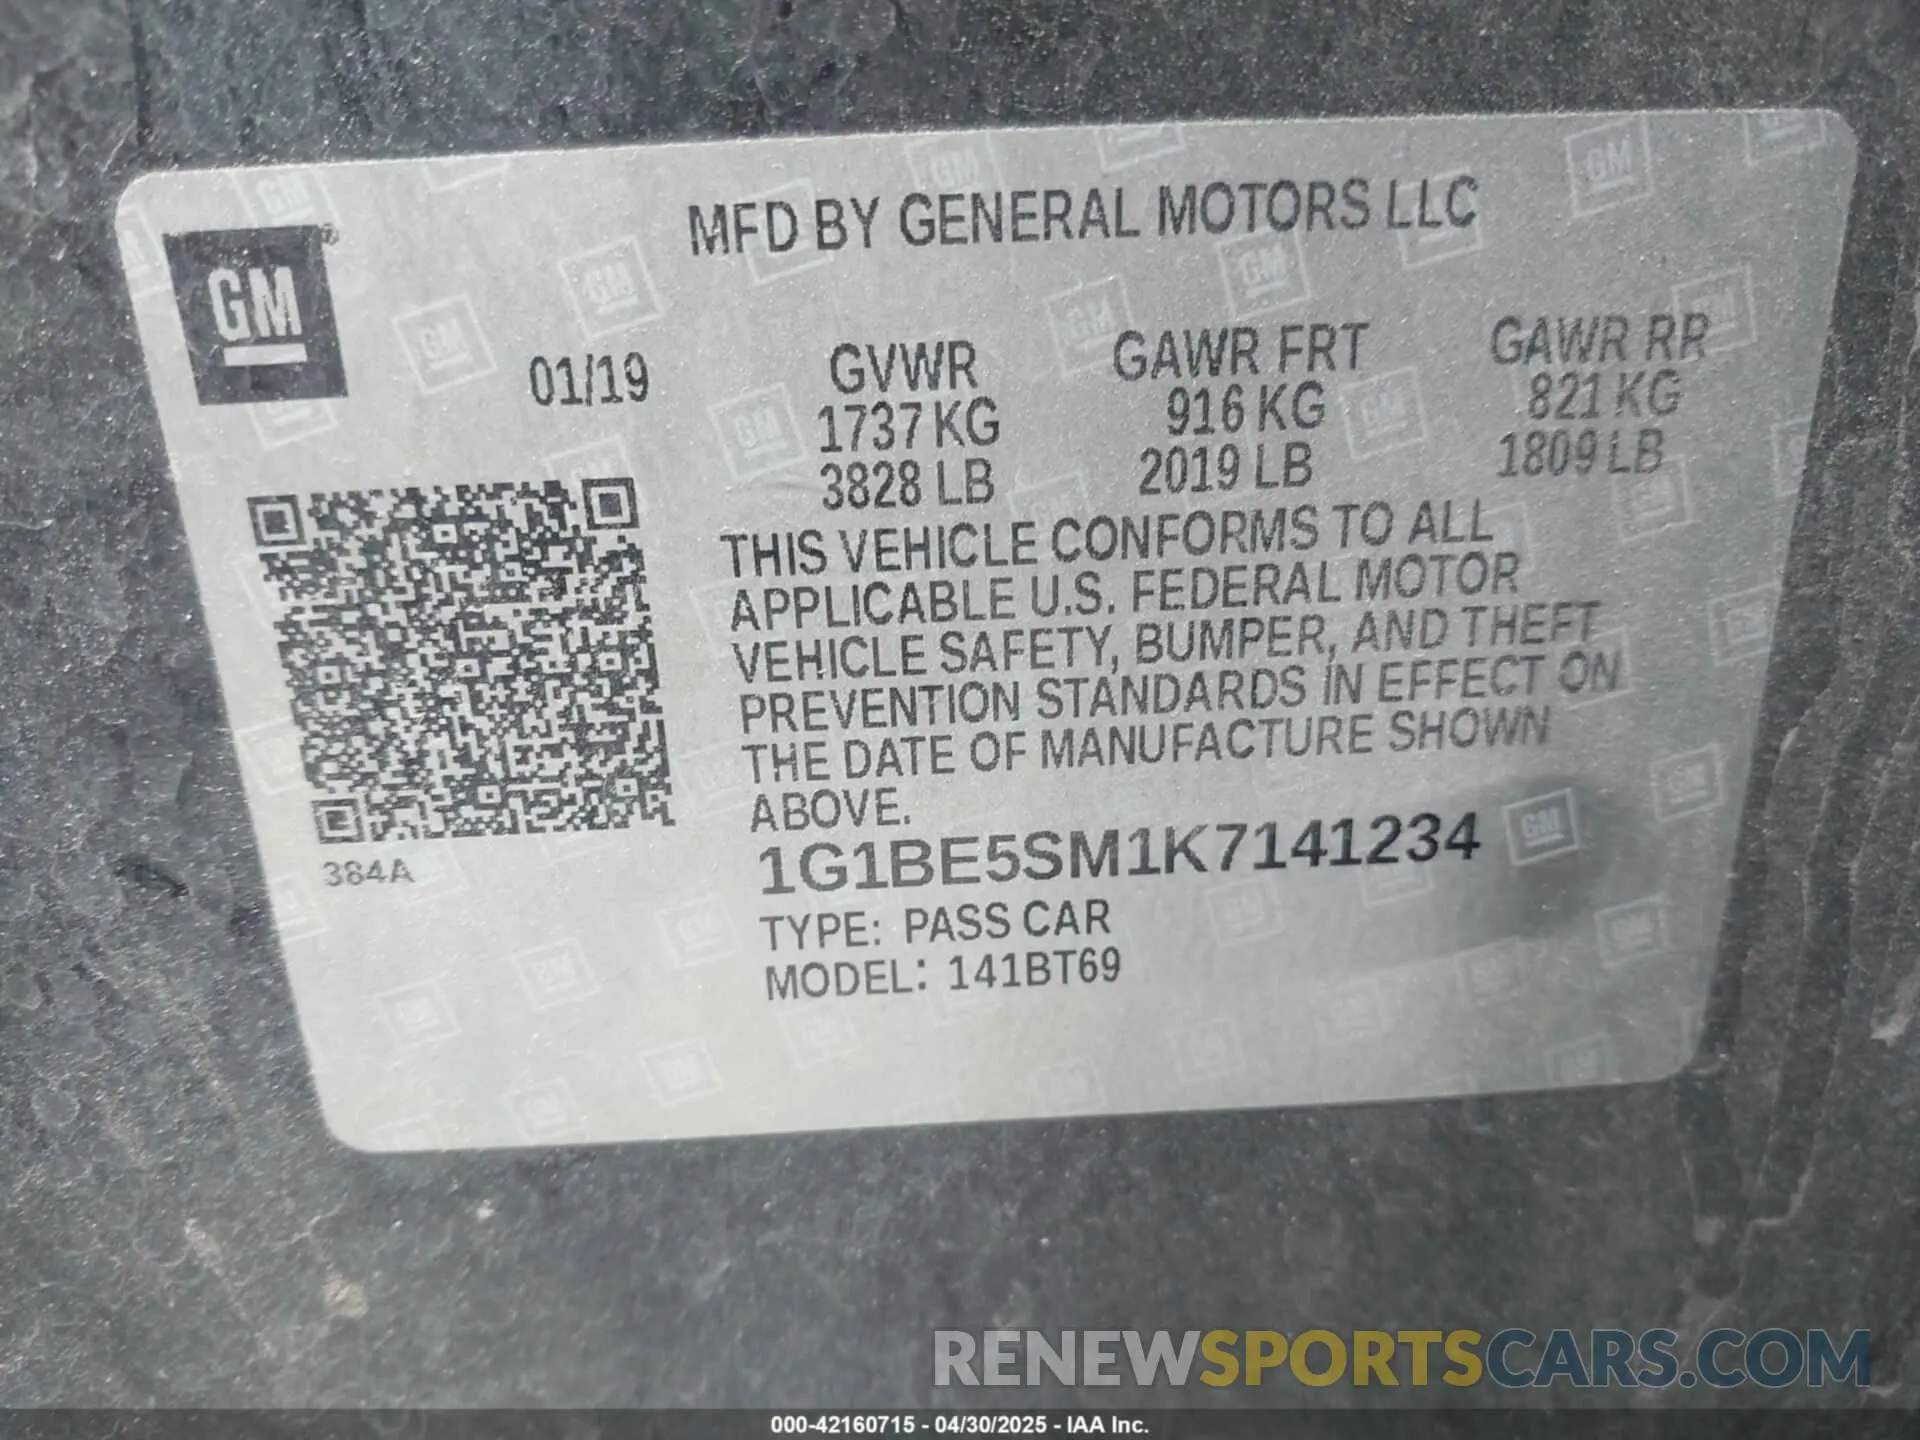 MFD BY GENERAL MOTORS LLC
GM®
01/19
GVWR GAWR FRT GAWR RR
1737 KG 916 KG 821 KG
3828 LB 2019 LB 1809 LB
THIS VEHICLE CONFORMS TO ALL
APPLICABLE U.S. FEDERAL MOTOR
VEHICLE SAFETY, BUMPER, AND THEFT
PREVENTION STANDARDS IN EFFECT ON
THE DATE OF MANUFACTURE SHOWN
ABOVE.
384A
1G1BE5SM1K7141234
TYPE: PASS CAR
MODEL: 141BT69
RENEWSPORTSCARS.COM
000-42160715 - 04/30/2025 - IAA Inc.